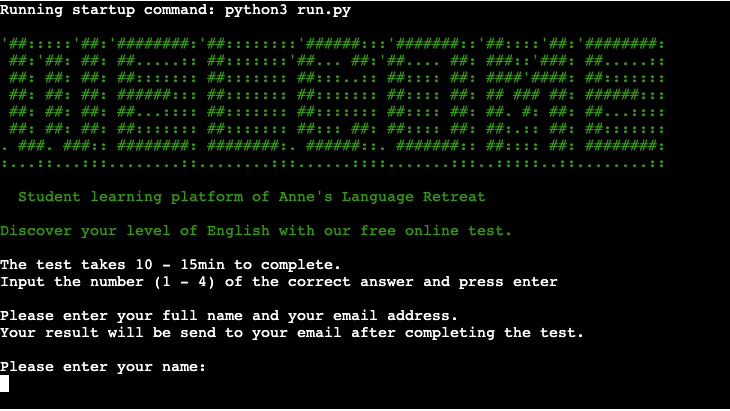 Running startup command: python3 run.py
WELCOME
Student learning platform of Anne's Language Retreat
Discover your level of English with our free online test.
The test takes 10 - 15min to complete.
Input the number (1 - 4) of the correct answer and press enter
Please enter your full name and your email address.
Your result will be send to your email after completing the test.
Please enter your name: